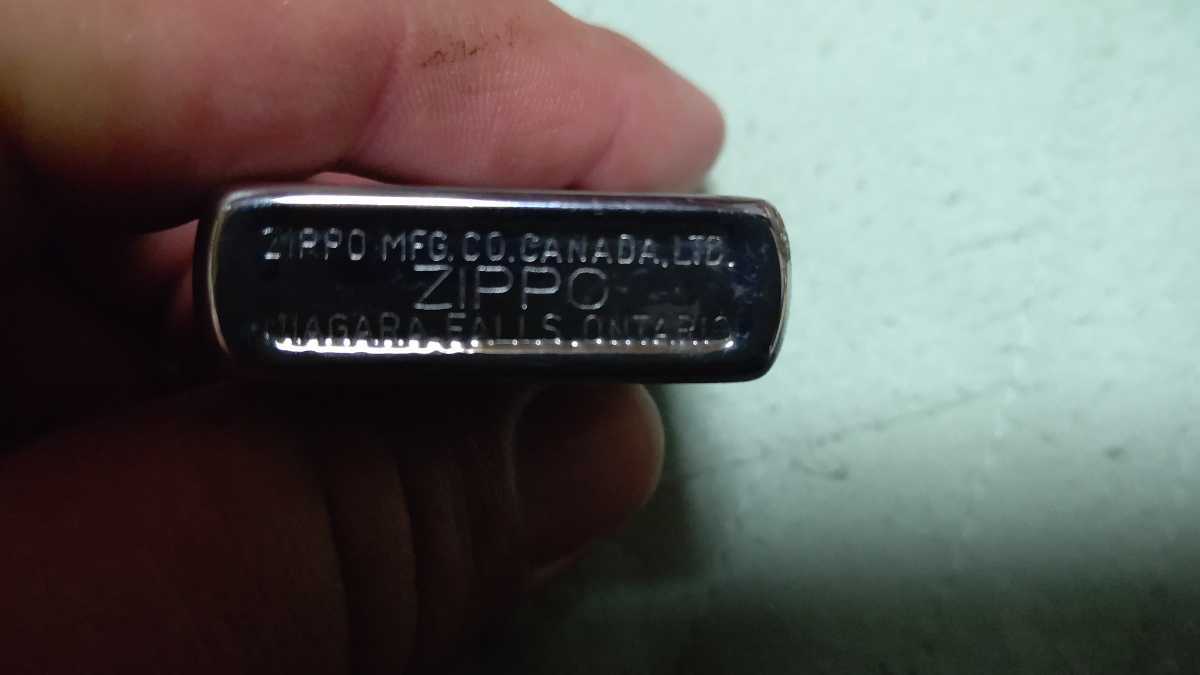 ZIPPO MFG. CO. CANADA, LTD.
ZIPPO
NIAGARA FALLS, ONTARIO